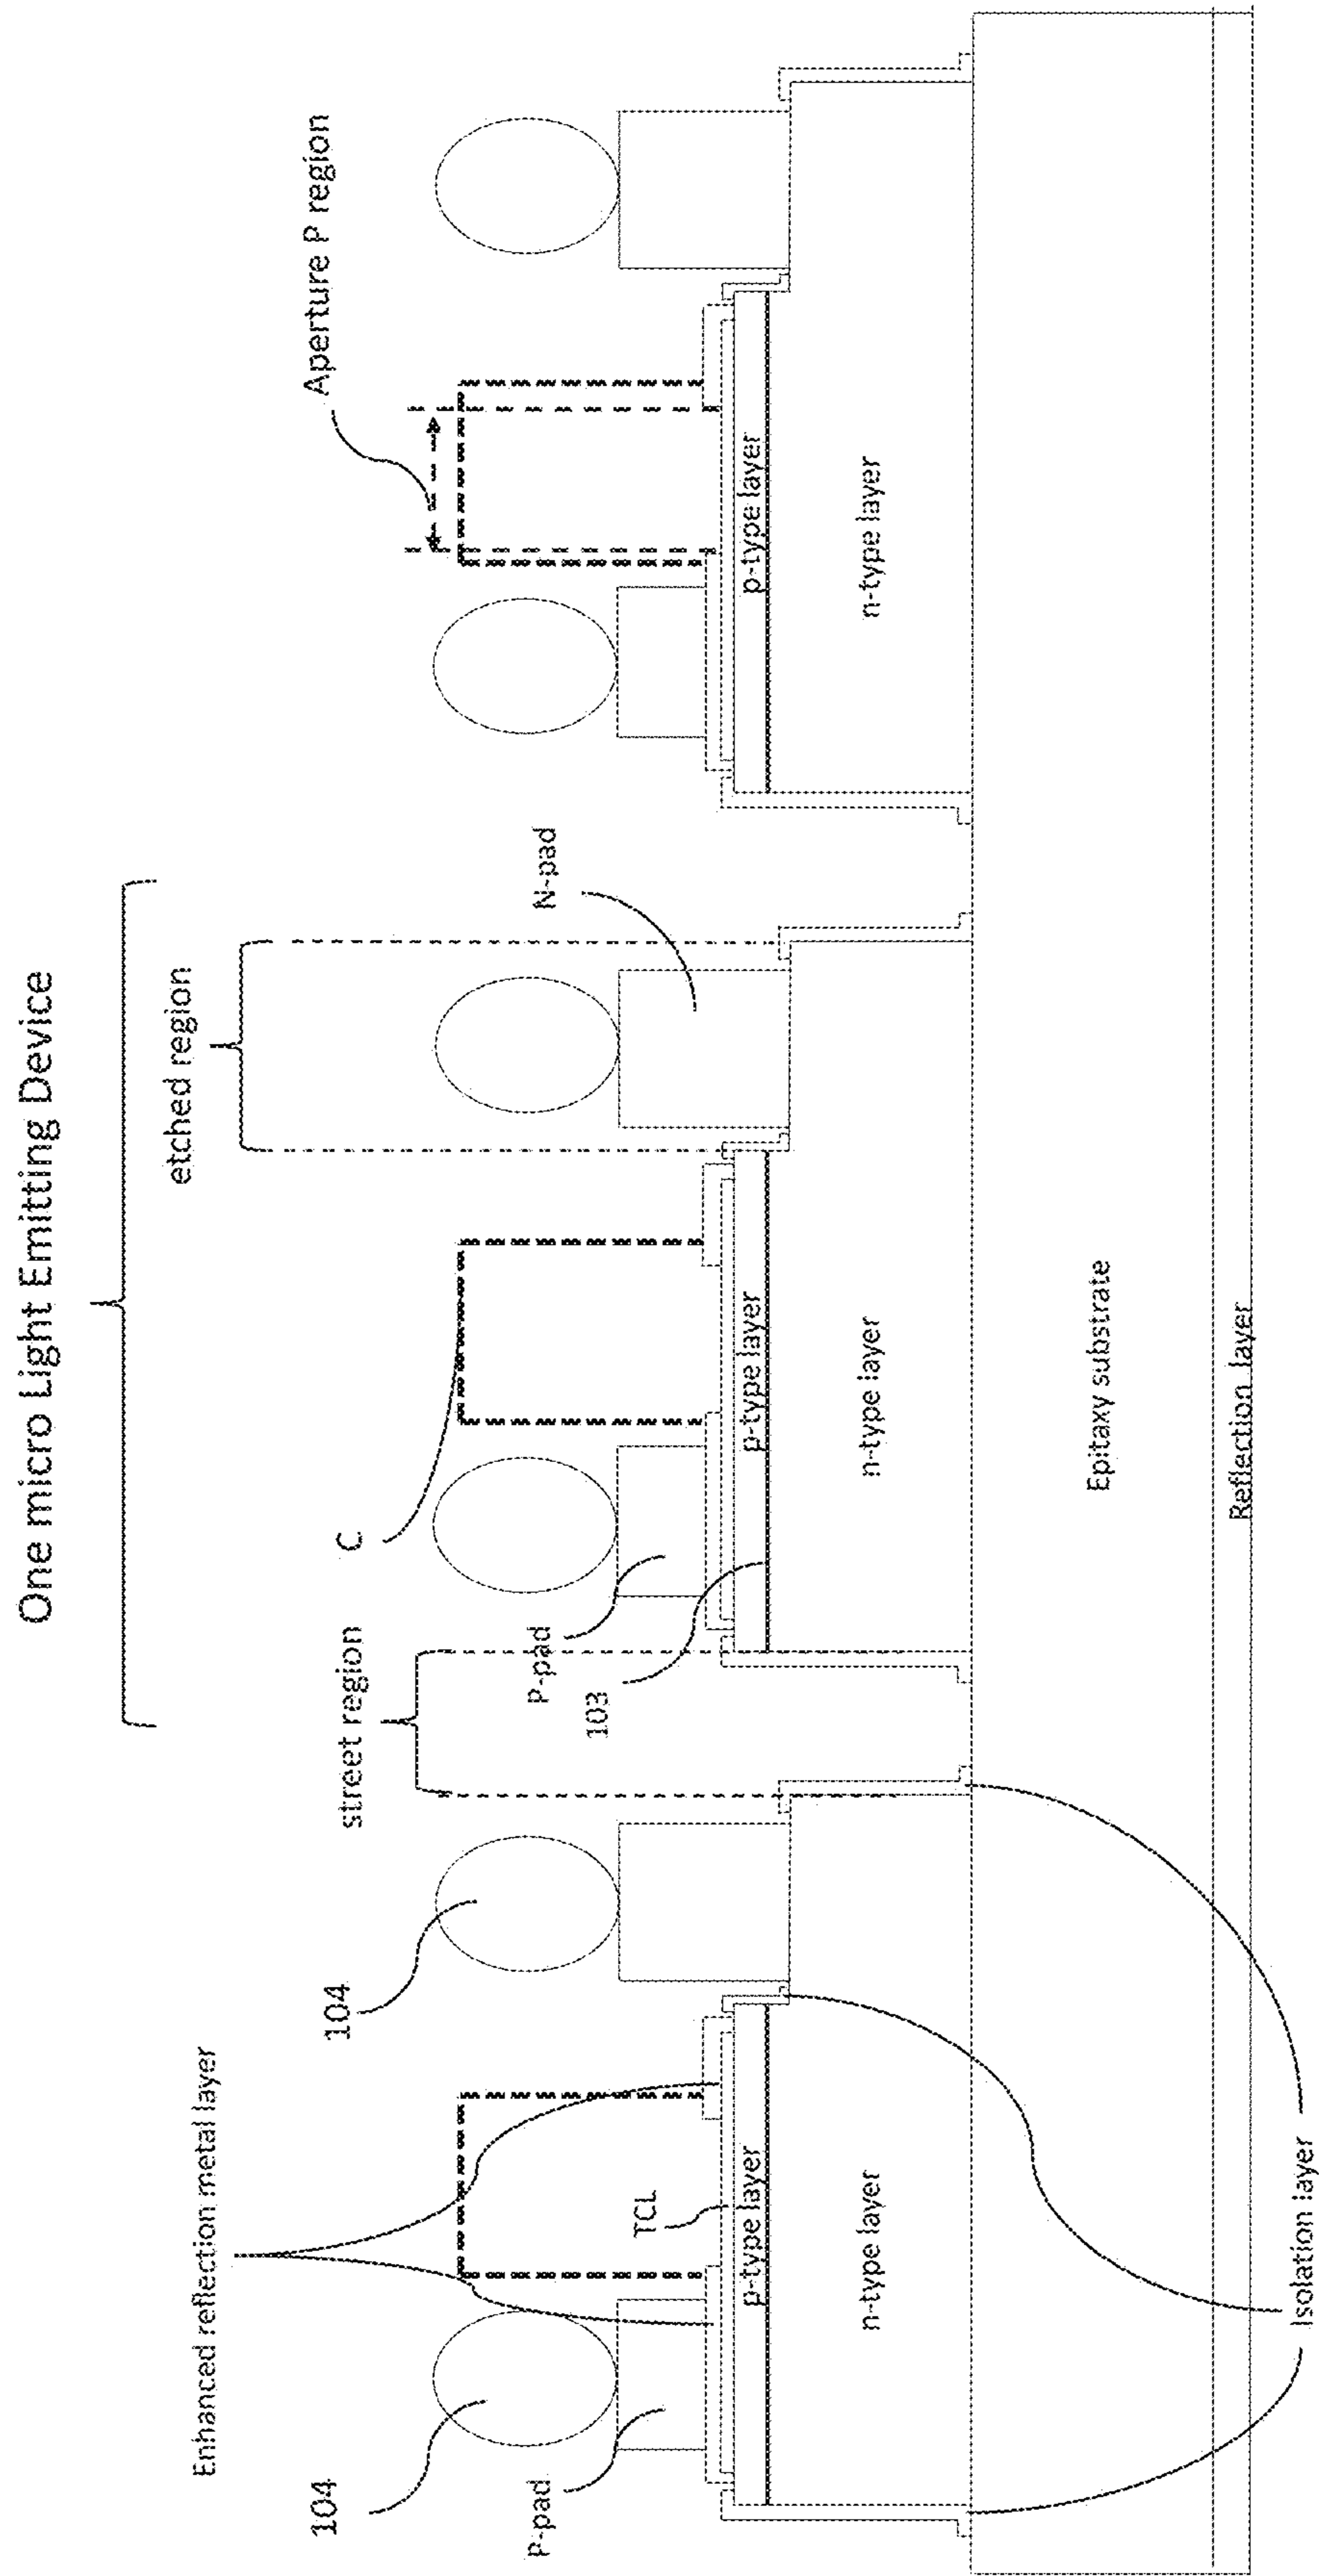 One micro Light Emitting Device
etched region
Enhanced reflection metal layer
street region
C
Aperture P region
104
104
P-pad
TCL
P-pad
103
N-pad
p-type layer
p-type layer
p-type layer
n-type layer
n-type layer
n-type layer
Epitaxy substrate
Reflection layer
Isolation layer